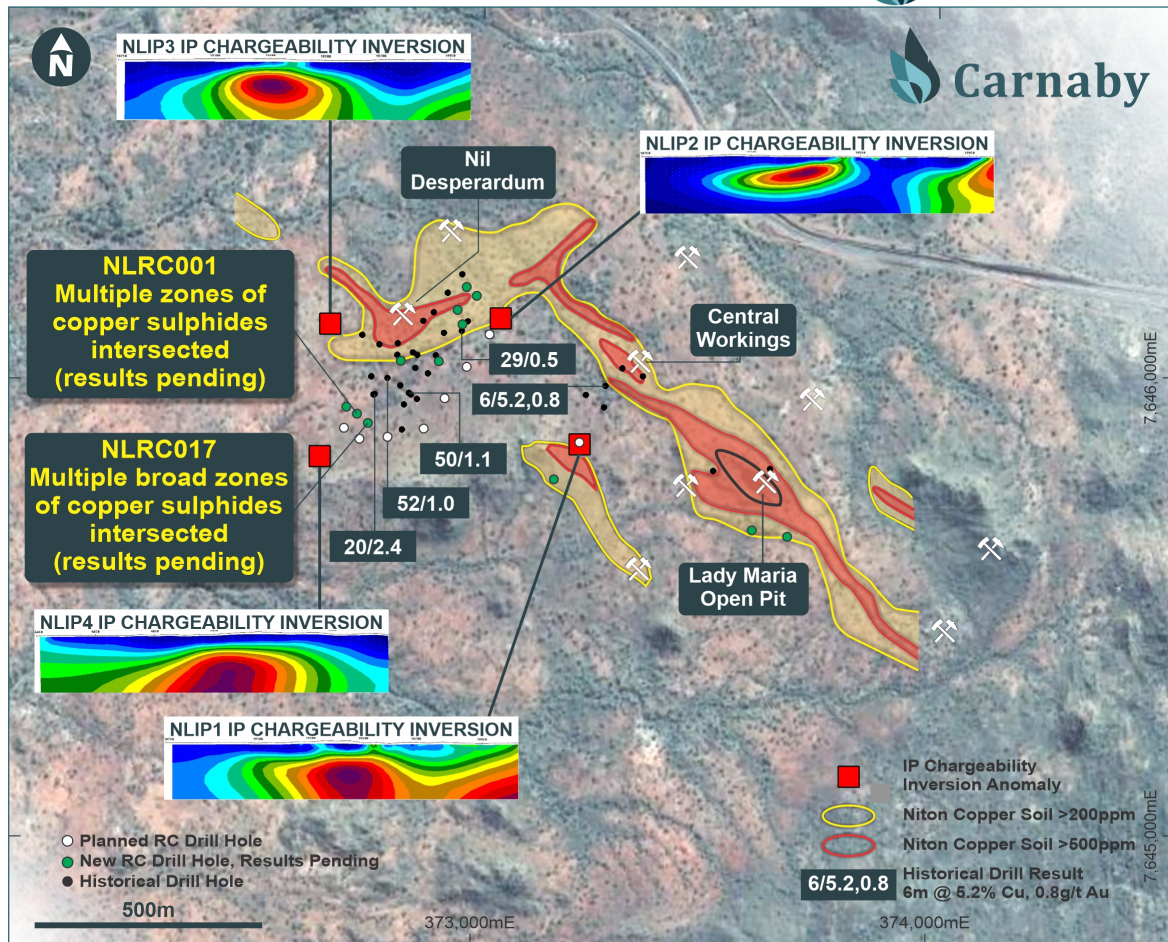 N
NLIP3 IP CHARGEABILITY INVERSION
Carnaby
NLIP2 IP CHARGEABILITY INVERSION
Nil
Desperardum
NLRC001
Multiple zones of
copper sulphides
intersected
(results pending)
Central
Workings
29/0.5
6/5.2,0.8
7,646,000mE
50/1.1
NLRC017
Multiple broad zones
of copper sulphides
intersected
(results pending)
52/1.0
20/2.4
Lady Maria
Open Pit
NLIP4 IP CHARGEABILITY INVERSION
NLIP1 IP CHARGEABILITY INVERSION
IP Chargeability
Inversion Anomaly
Niton Copper Soil >200ppm
Niton Copper Soil >500ppm
6/5.2,0.8
Historical Drill Result
6m @ 5.2% Cu, 0.8g/t Au
7,645,000mE
Planned RC Drill Hole
New RC Drill Hole, Results Pending
Historical Drill Hole
500m
373,000mE
374,000mE